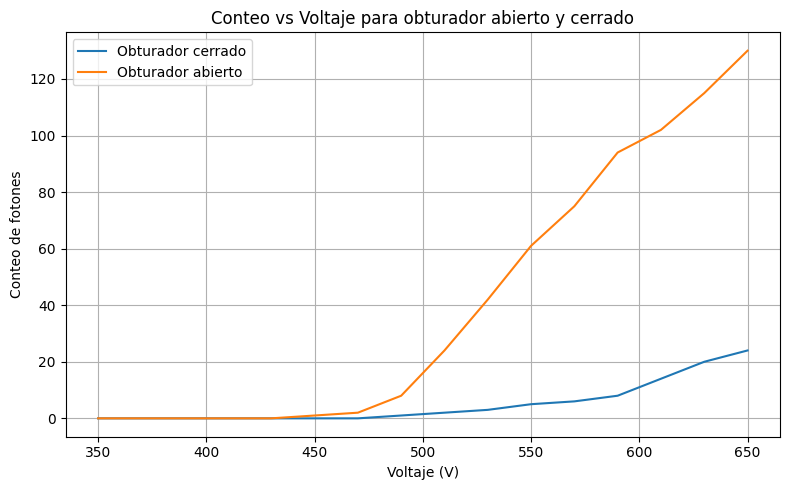 Conteo vs Voltaje para obturador abierto y cerrado
Obturador cerrado
Obturador abierto
Conteo de fotones
120
100
80
60
40
20
0
350 400 450 500 550 600 650
Voltaje (V)